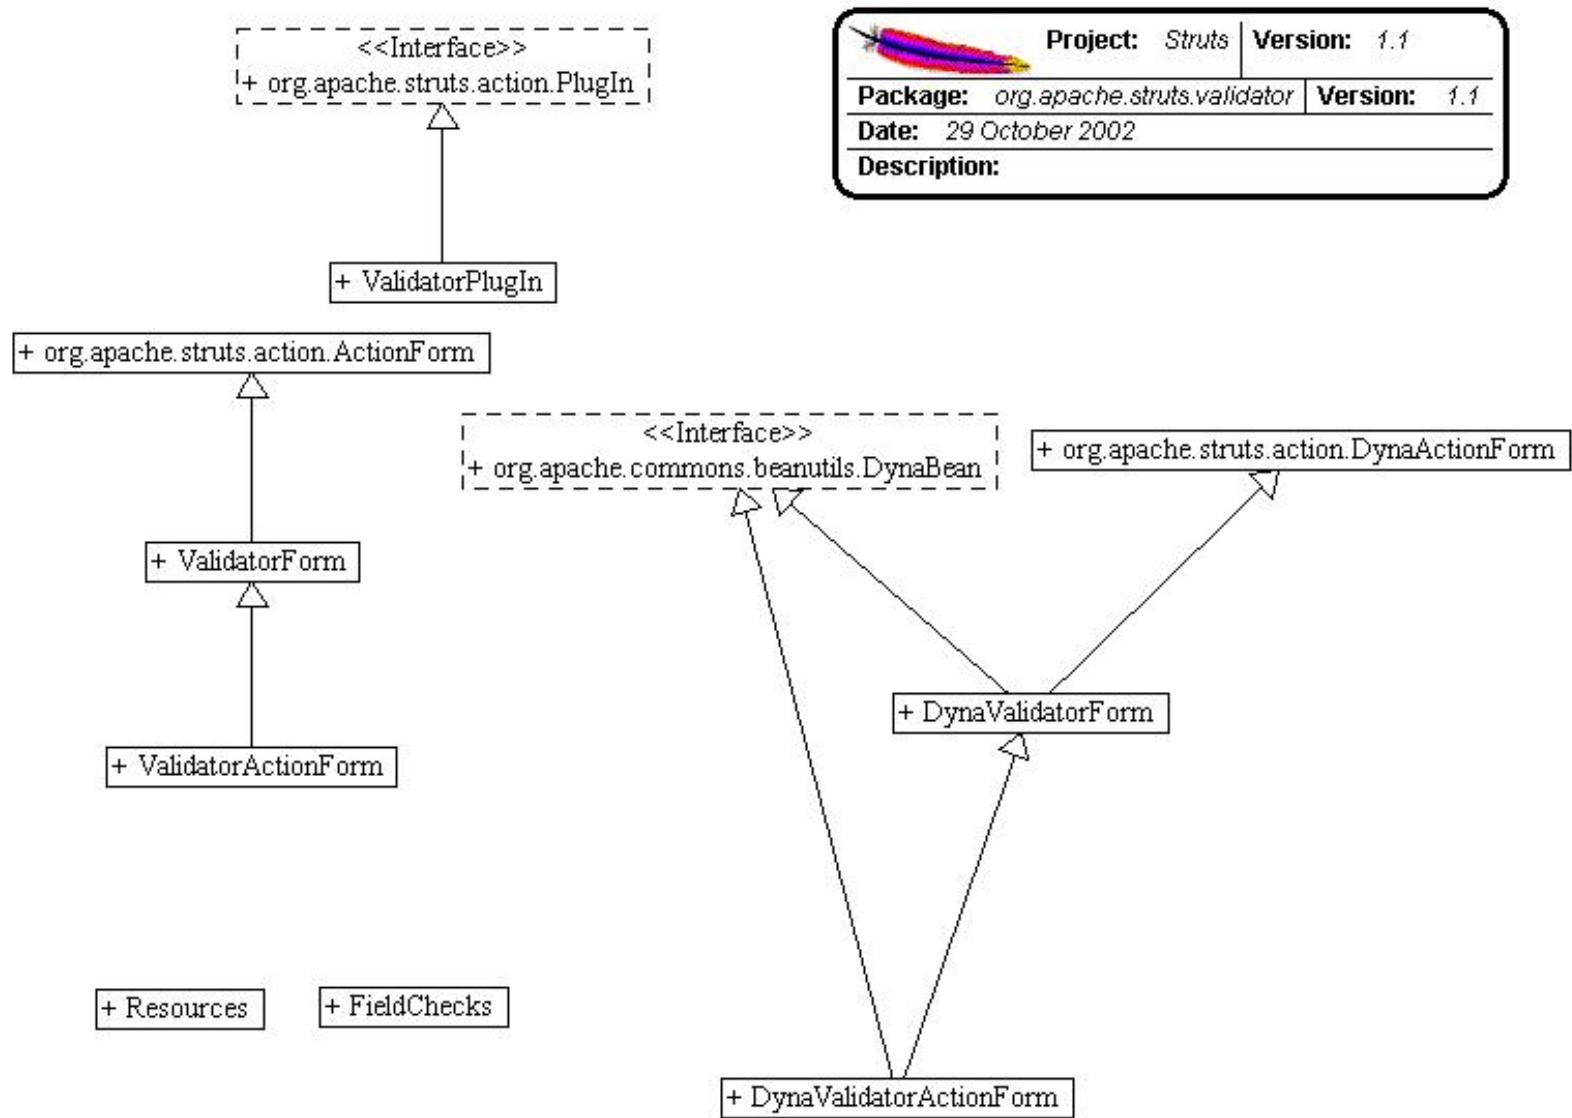 <<Interface>>
+ org.apache.struts.action.PlugIn
Project: Struts Version: 1.1
Package: org.apache.struts.validator Version: 1.1
Date: 29 October 2002
Description:
+ ValidatorPlugIn
+ org.apache.struts.action.ActionForm
<<Interface>>
+ org.apache.commons.beanutils.DynaBean
+ org.apache.struts.action.DynaActionForm
+ ValidatorForm
+ DynaValidatorForm
+ ValidatorActionForm
+ Resources
+ FieldChecks
+ DynaValidatorActionForm